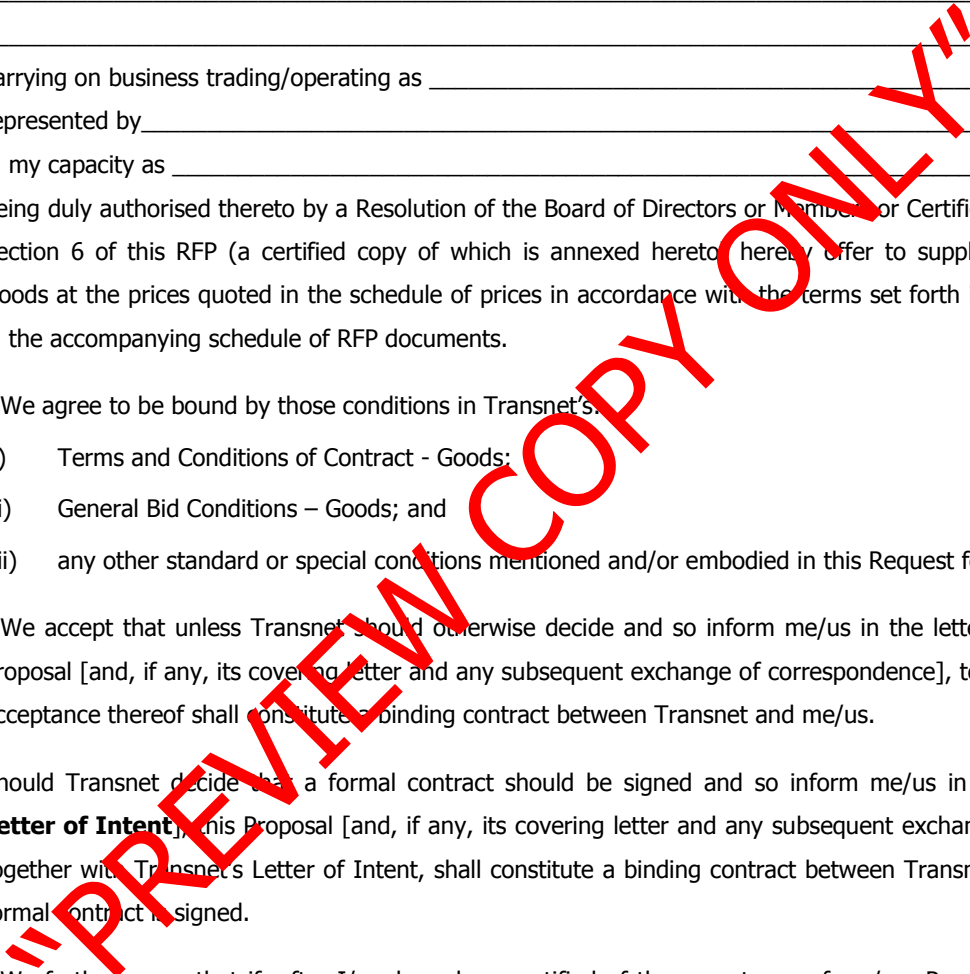 arrying on business trading/operating as
epresented by
my capacity as
eing duly authorised thereto by a Resolution of the Board of Directors or Members or Certifi
ection 6 of this RFP (a certified copy of which is annexed hereto) hereby offer to suppl
oods at the prices quoted in the schedule of prices in accordance with the terms set forth i
the accompanying schedule of RFP documents.
We agree to be bound by those conditions in Transnet's:
) Terms and Conditions of Contract - Goods;
i) General Bid Conditions – Goods; and
ii) any other standard or special conditions mentioned and/or embodied in this Request f
We accept that unless Transnet should otherwise decide and so inform me/us in the lette
roposal [and, if any, its covering letter and any subsequent exchange of correspondence], t
cceptance thereof shall constitute a binding contract between Transnet and me/us.
hould Transnet decide that a formal contract should be signed and so inform me/us in
etter of Intent], this Proposal [and, if any, its covering letter and any subsequent exchan
ogether with Transnet's Letter of Intent, shall constitute a binding contract between Transn
ormal contract is signed.
"PREVIEW COPY ONLY"